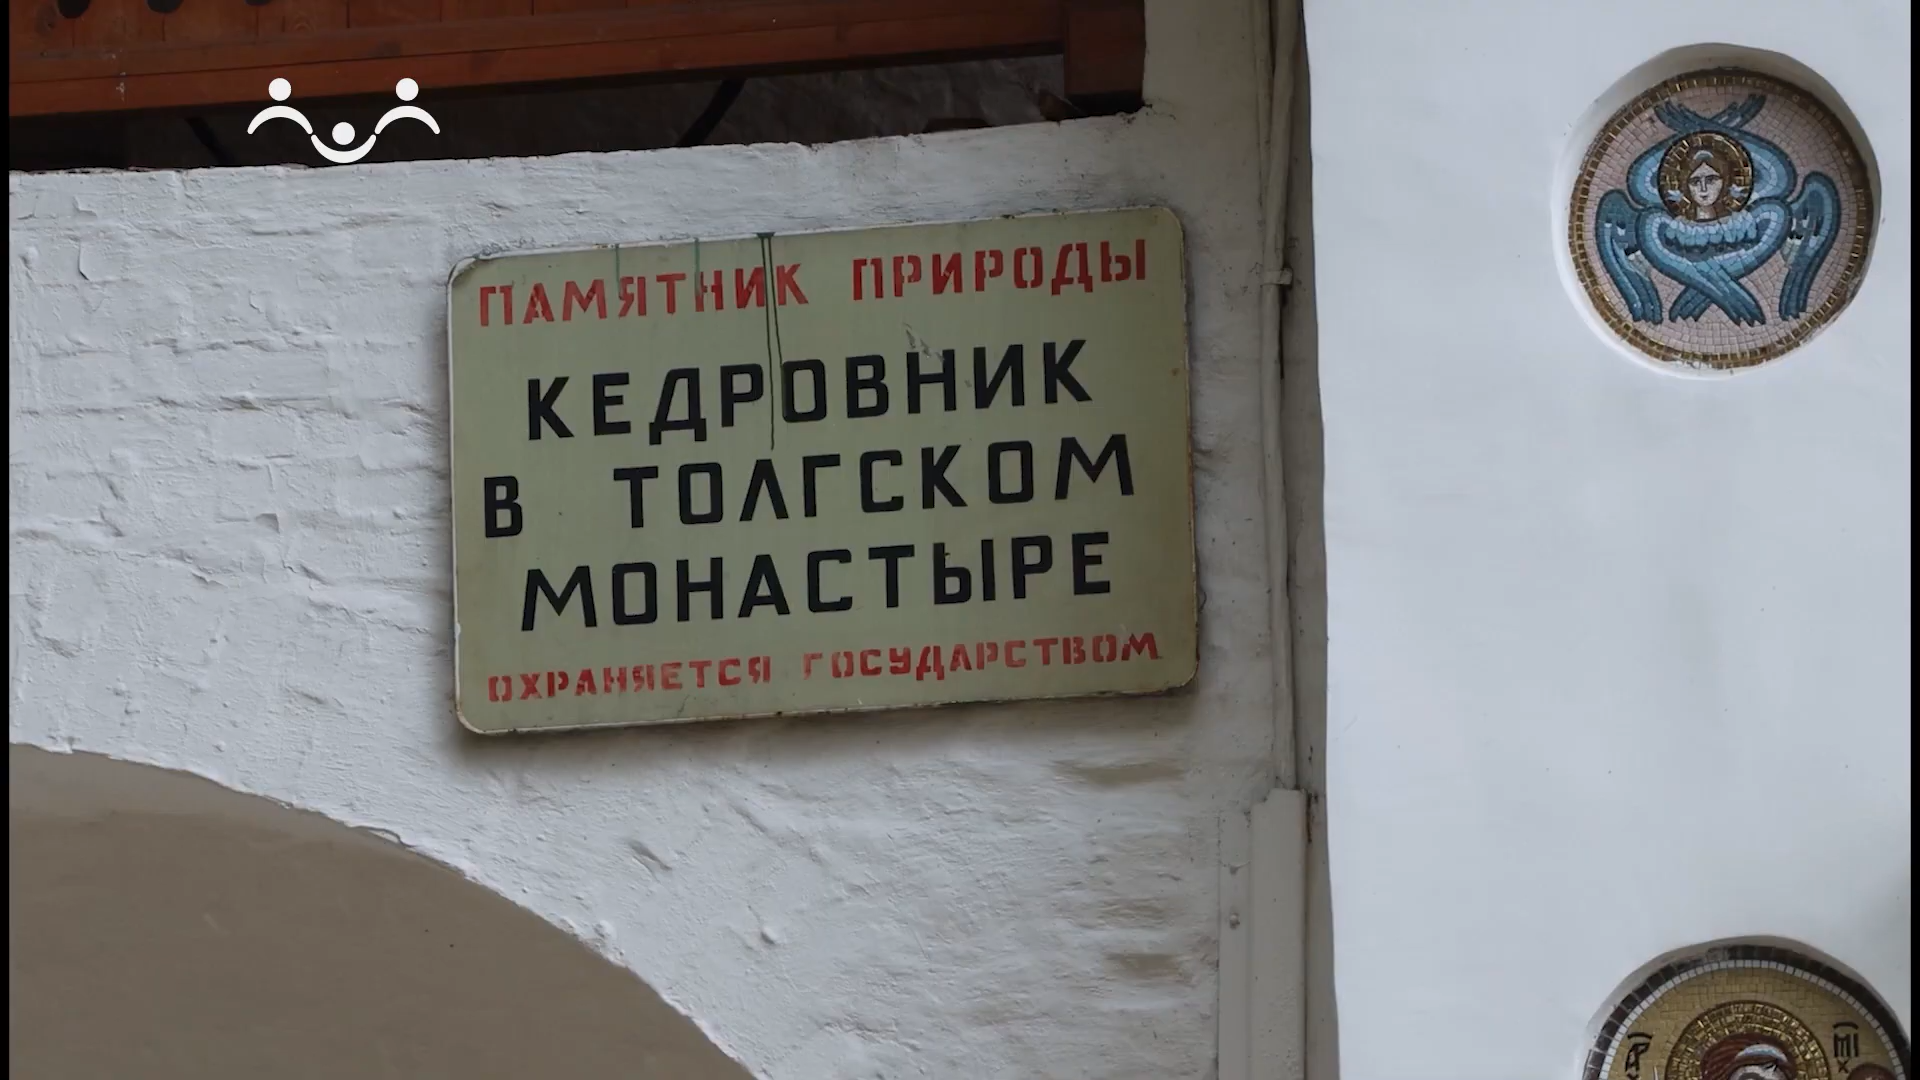 ПАМЯТНИК ПРИРОДЫ
КЕДРОВНИК
В ТОЛГСКОМ
МОНАСТЫРЕ
ОХРАНЯЕТСЯ ГОСУДАРСТВОМ